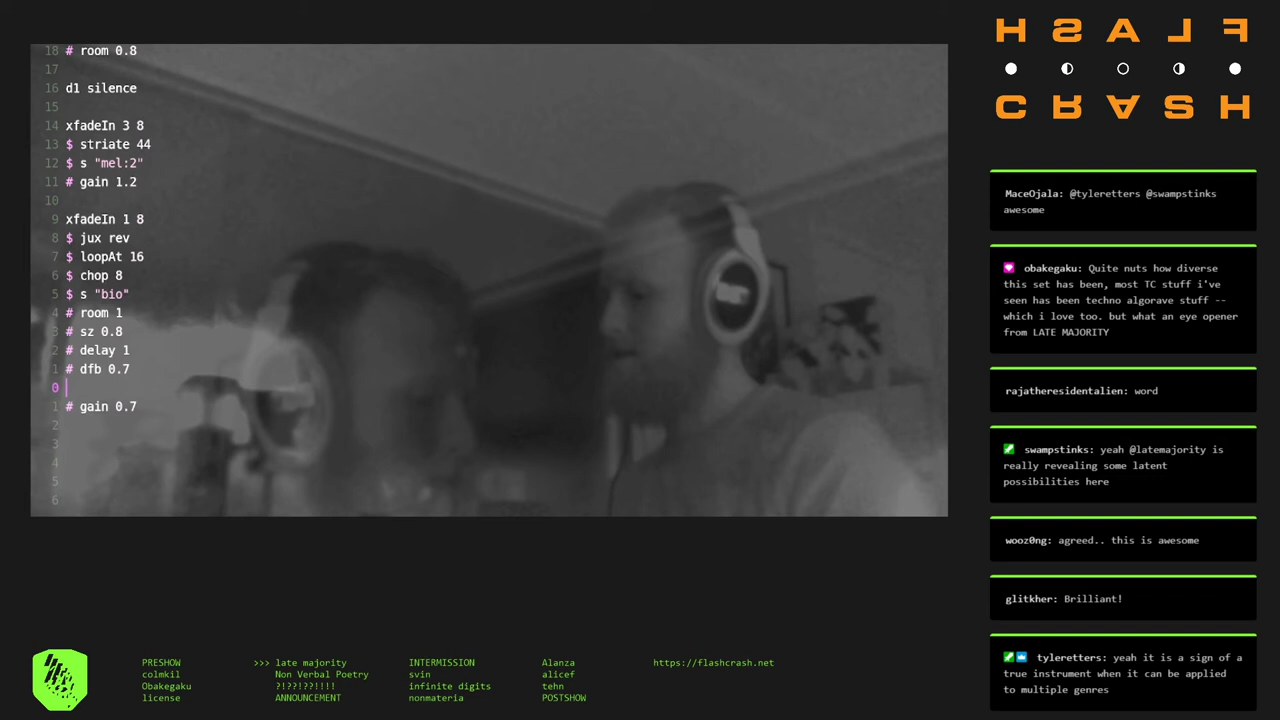 18 # room 0.8
17
16 d1 silence
15
14 xfadeIn 3 8
13 $ striate 44
12 $ s "mel:2"
11 # gain 1.2
10
9 xfadeIn 1 8
8 $ jux rev
7 $ loopAt 16
6 $ chop 8
5 $ s "bio"
4 # room 1
3 # sz 0.8
2 # delay 1
1 # dfb 0.7
0
1 # gain 0.7
2
3
4
5
6
FLASH
CRASH
MaceOjala: @tyleretters @swampstinks
awesome
obakegaku: Quite nuts how diverse
this set has been, most TC stuff i've
seen has been techno algorave stuff --
which i love too. but what an eye opener
from LATE MAJORITY
rajatheresidentalien: word
swampstinks: yeah @latemajority is
really revealing some latent
possibilities here
wooz0ng: agreed.. this is awesome
glitkher: Brilliant!
tyleretters: yeah it is a sign of a
true instrument when it can be applied
to multiple genres
PRESHOW
colmkil
Obakegaku
license
>>> late majority
Non Verbal Poetry
?!??!??!!!!
ANNOUNCEMENT
INTERMISSION
svin
infinite digits
nonmateria
Alanza
alicef
tehn
POSTSHOW
https://flashcrash.net